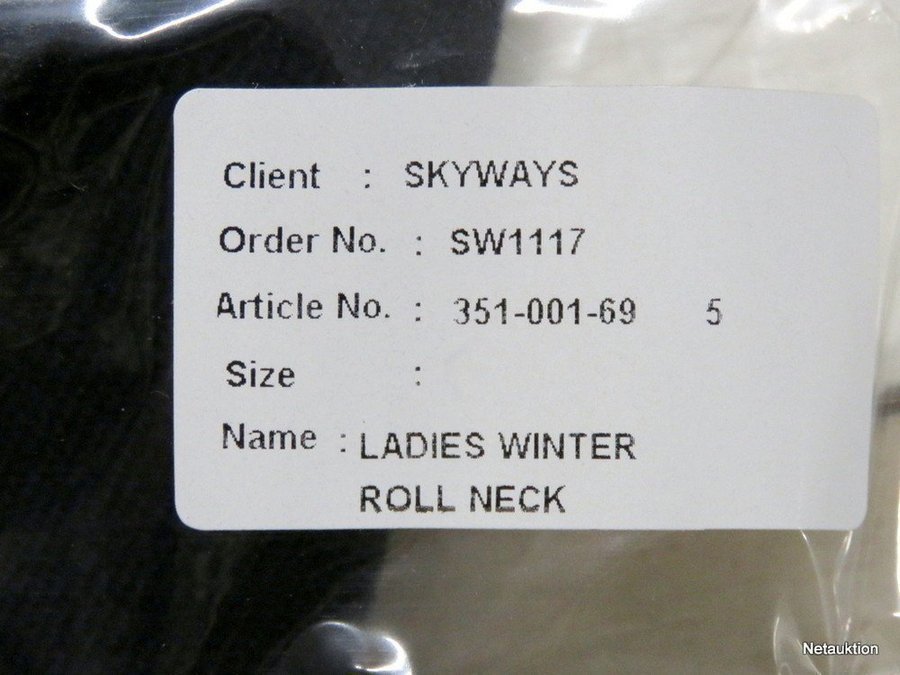 Client : SKYWAYS
Order No. : SW1117
Article No. : 351-001-69 5
Size :
Name : LADIES WINTER
ROLL NECK
Netauktion